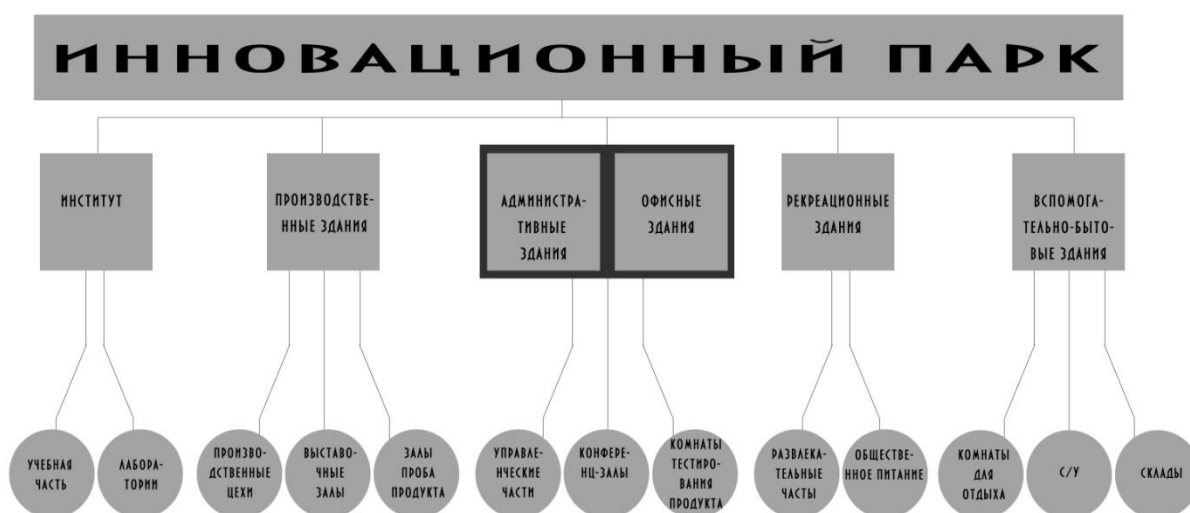 ИННОВАЦИОННЫЙ ПАРК
ИНСТИТУТ
ПРОИЗВОДСТВЕ-
ННЫЕ ЗДАНИЯ
АДМИНИСТРА-
ТИВНЫЕ
ЗДАНИЯ
ОФИСНЫЕ
ЗДАНИЯ
РЕКРЕАЦИОННЫЕ
ЗДАНИЯ
ВСПОМОГА-
ТЕЛЬНО-БЫТО-
ВЫЕ ЗДАНИЯ
УЧЕБНАЯ
ЧАСТЬ
ЛАБОРА-
ТОРИИ
ПРОИЗВО-
ДСТВЕННЫЕ
ЦЕХИ
ВЫСТАВО-
ЧНЫЕ
ЗАЛЫ
ЗАЛЫ
ПРОБА
ПРОДУКТА
УПРАВЛЕ-
НЧЕСКИЕ
ЧАСТИ
КОНФЕРЕ-
НЦ-ЗАЛЫ
КОМНАТЫ
ТЕСТИРО-
ВАНИЯ
ПРОДУКТА
РАЗВЛЕКА-
ТЕЛЬНЫЕ
ЧАСТЫ
ОБЩЕСТВЕ-
ННОЕ ПИТАНИЕ
КОМНАТЫ
ДЛЯ
ОТДЫХА
С/У
СКЛАДЫ